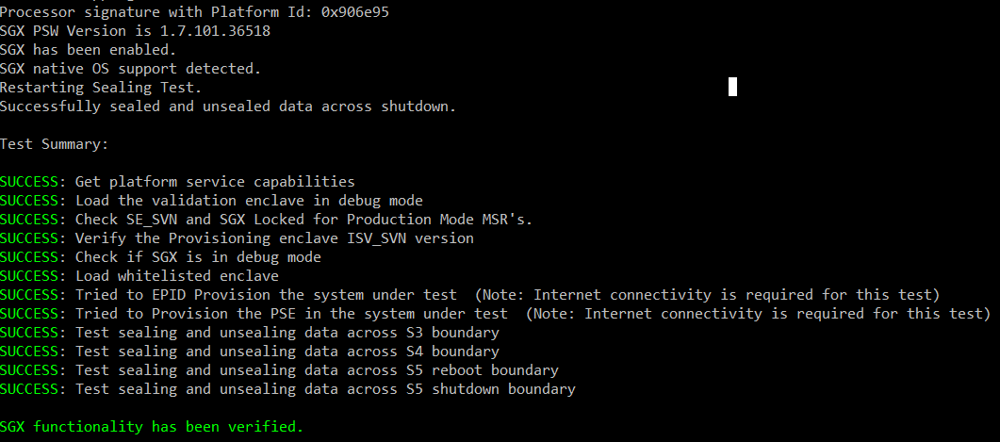 Processor signature with Platform Id: 0x906e95
SGX PSW Version is 1.7.101.36518
SGX has been enabled.
SGX native OS support detected.
Restarting Sealing Test.
Successfully sealed and unsealed data across shutdown.
Test Summary:
SUCCESS: Get platform service capabilities
SUCCESS: Load the validation enclave in debug mode
SUCCESS: Check SE_SVN and SGX Locked for Production Mode MSR's.
SUCCESS: Verify the Provisioning enclave ISV_SVN version
SUCCESS: Check if SGX is in debug mode
SUCCESS: Load whitelisted enclave
SUCCESS: Tried to EPID Provision the system under test  (Note: Internet connectivity is required for this test)
SUCCESS: Tried to Provision the PSE in the system under test  (Note: Internet connectivity is required for this test)
SUCCESS: Test sealing and unsealing data across S3 boundary
SUCCESS: Test sealing and unsealing data across S4 boundary
SUCCESS: Test sealing and unsealing data across S5 reboot boundary
SUCCESS: Test sealing and unsealing data across S5 shutdown boundary
SGX functionality has been verified.